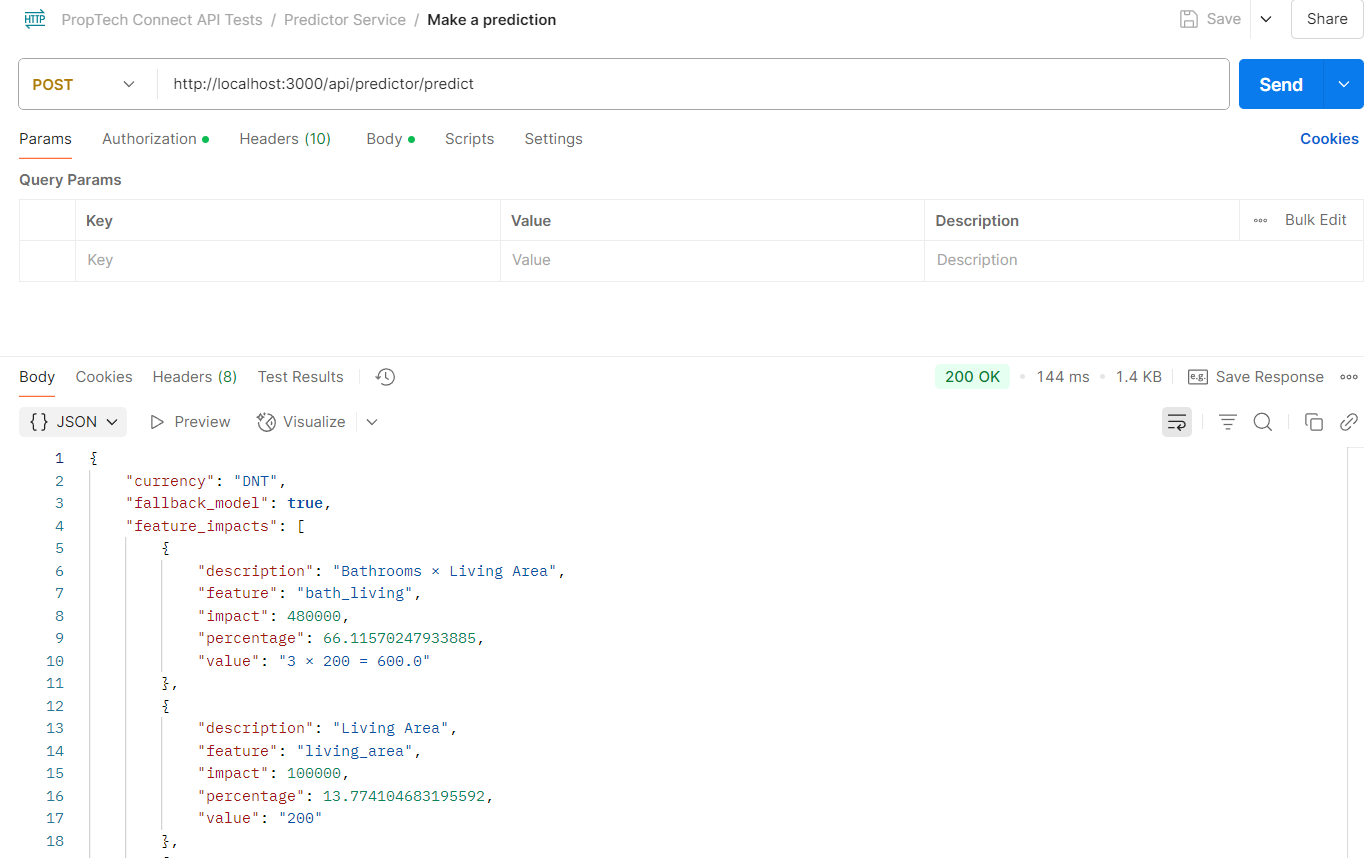 HTTP PropTech Connect API Tests / Predictor Service / Make a prediction Save Share
POST http://localhost:3000/api/predictor/predict Send
Params Authorization Headers (10) Body Scripts Settings Cookies
Query Params
Key Value Description Bulk Edit
Key Value Description
Body Cookies Headers (8) Test Results 200 OK 144 ms 1.4 KB e.g. Save Response
{} JSON Preview Visualize
1 {
2 "currency": "DNT",
3 "fallback_model": true,
4 "feature_impacts": [
5 {
6 "description": "Bathrooms × Living Area",
7 "feature": "bath_living",
8 "impact": 480000,
9 "percentage": 66.11570247933885,
10 "value": "3 × 200 = 600.0"
11 },
12 {
13 "description": "Living Area",
14 "feature": "living_area",
15 "impact": 100000,
16 "percentage": 13.774104683195592,
17 "value": "200"
18 },